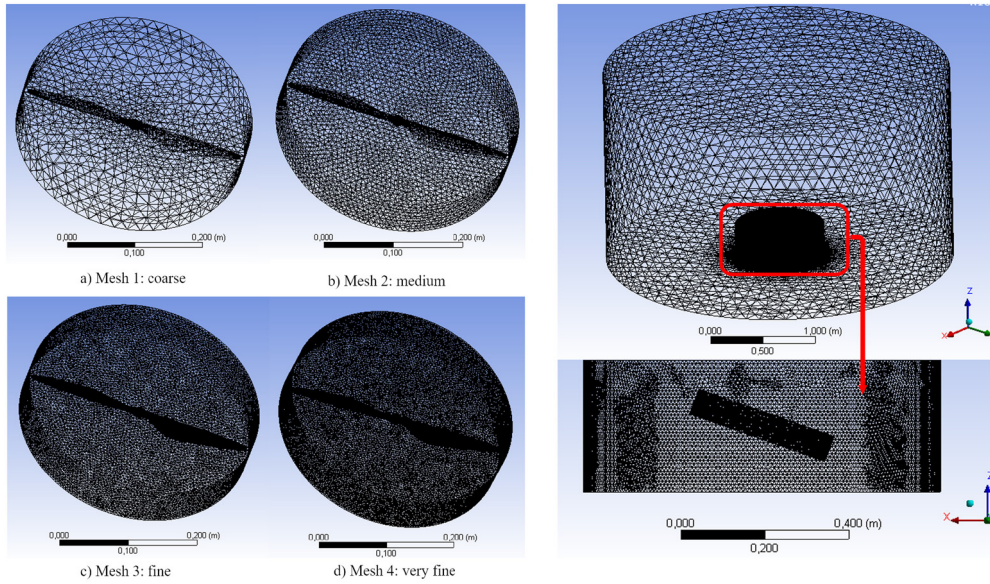 0,000 0,200 (m)
0,100
a) Mesh 1: coarse
0,000 0,200 (m)
0,100
b) Mesh 2: medium
0,000 0,200 (m)
0,100
c) Mesh 3: fine
0,000 0,200 (m)
0,100
d) Mesh 4: very fine
Z
X
0,000 1,000 (m)
0,500
Z
X
0,000 0,400 (m)
0,200